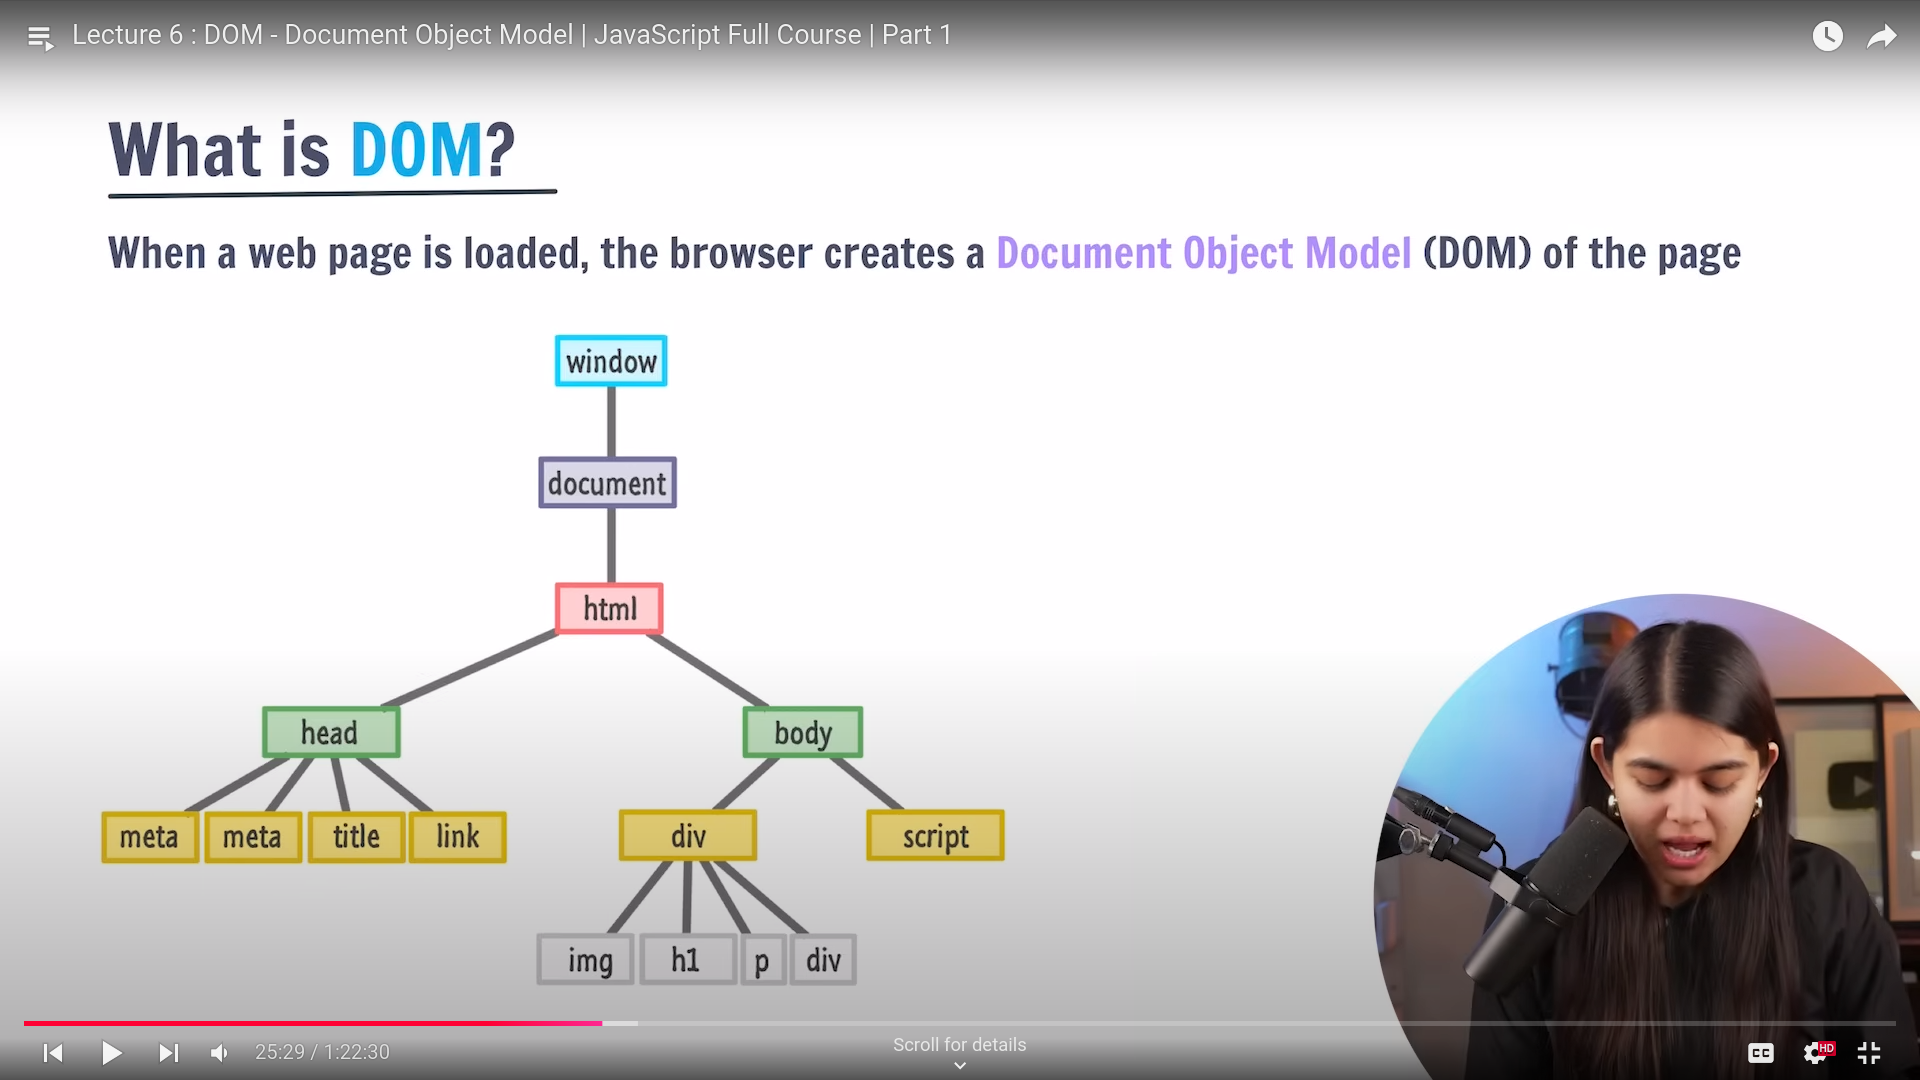 Lecture 6 : DOM - Document Object Model | JavaScript Full Course | Part 1
What is DOM?
When a web page is loaded, the browser creates a Document Object Model (DOM) of the page
window
document
html
head body
meta meta title link div script
img h1 p div
25:29 / 1:22:30
Scroll for details
CC
HD